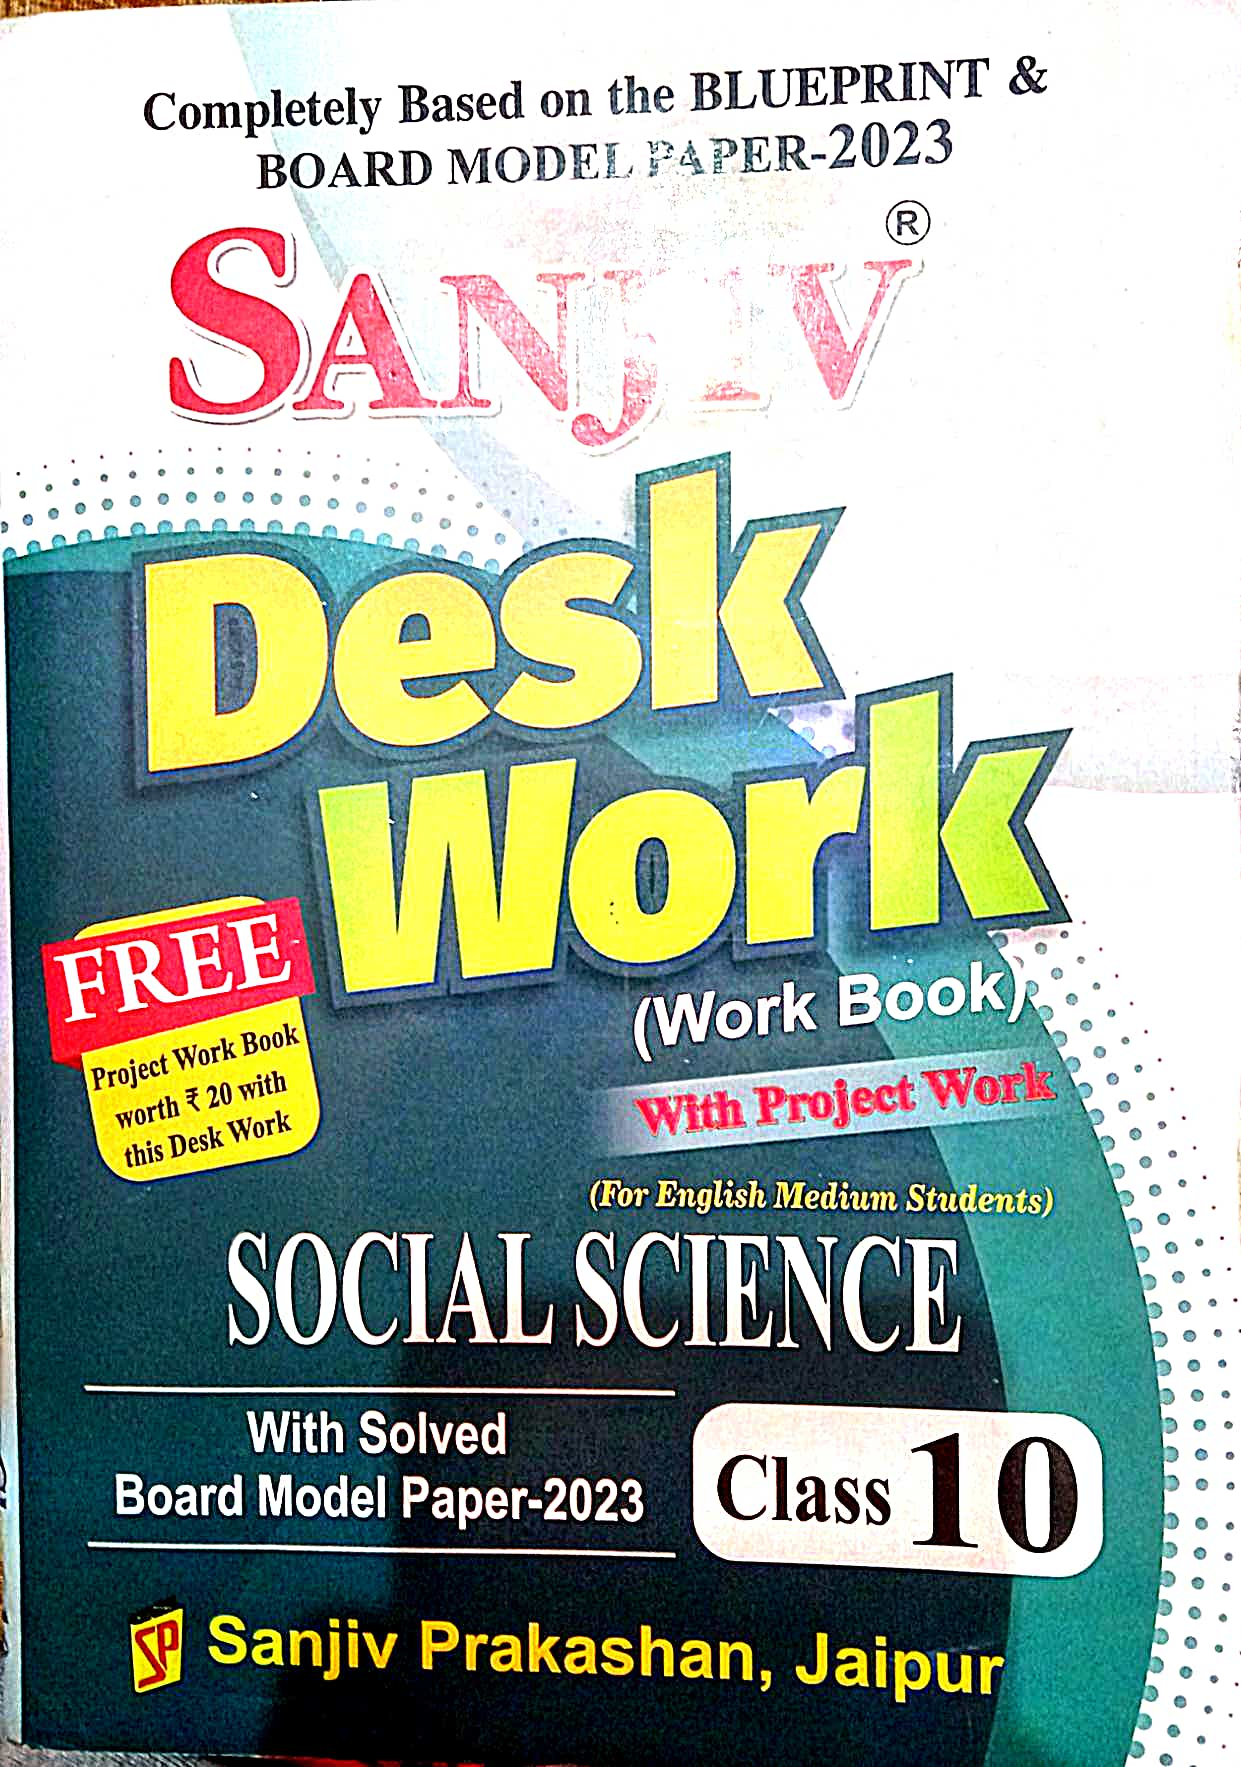 Completely Based on the BLUEPRINT &
BOARD MODEL PAPER-2023
SANJIV ®
Desk
Work
(Work Book)
With Project Work
FREE
Project Work Book
worth ₹ 20 with
this Desk Work
(For English Medium Students)
SOCIAL SCIENCE
With Solved
Board Model Paper-2023
Class 10
SP Sanjiv Prakashan, Jaipur